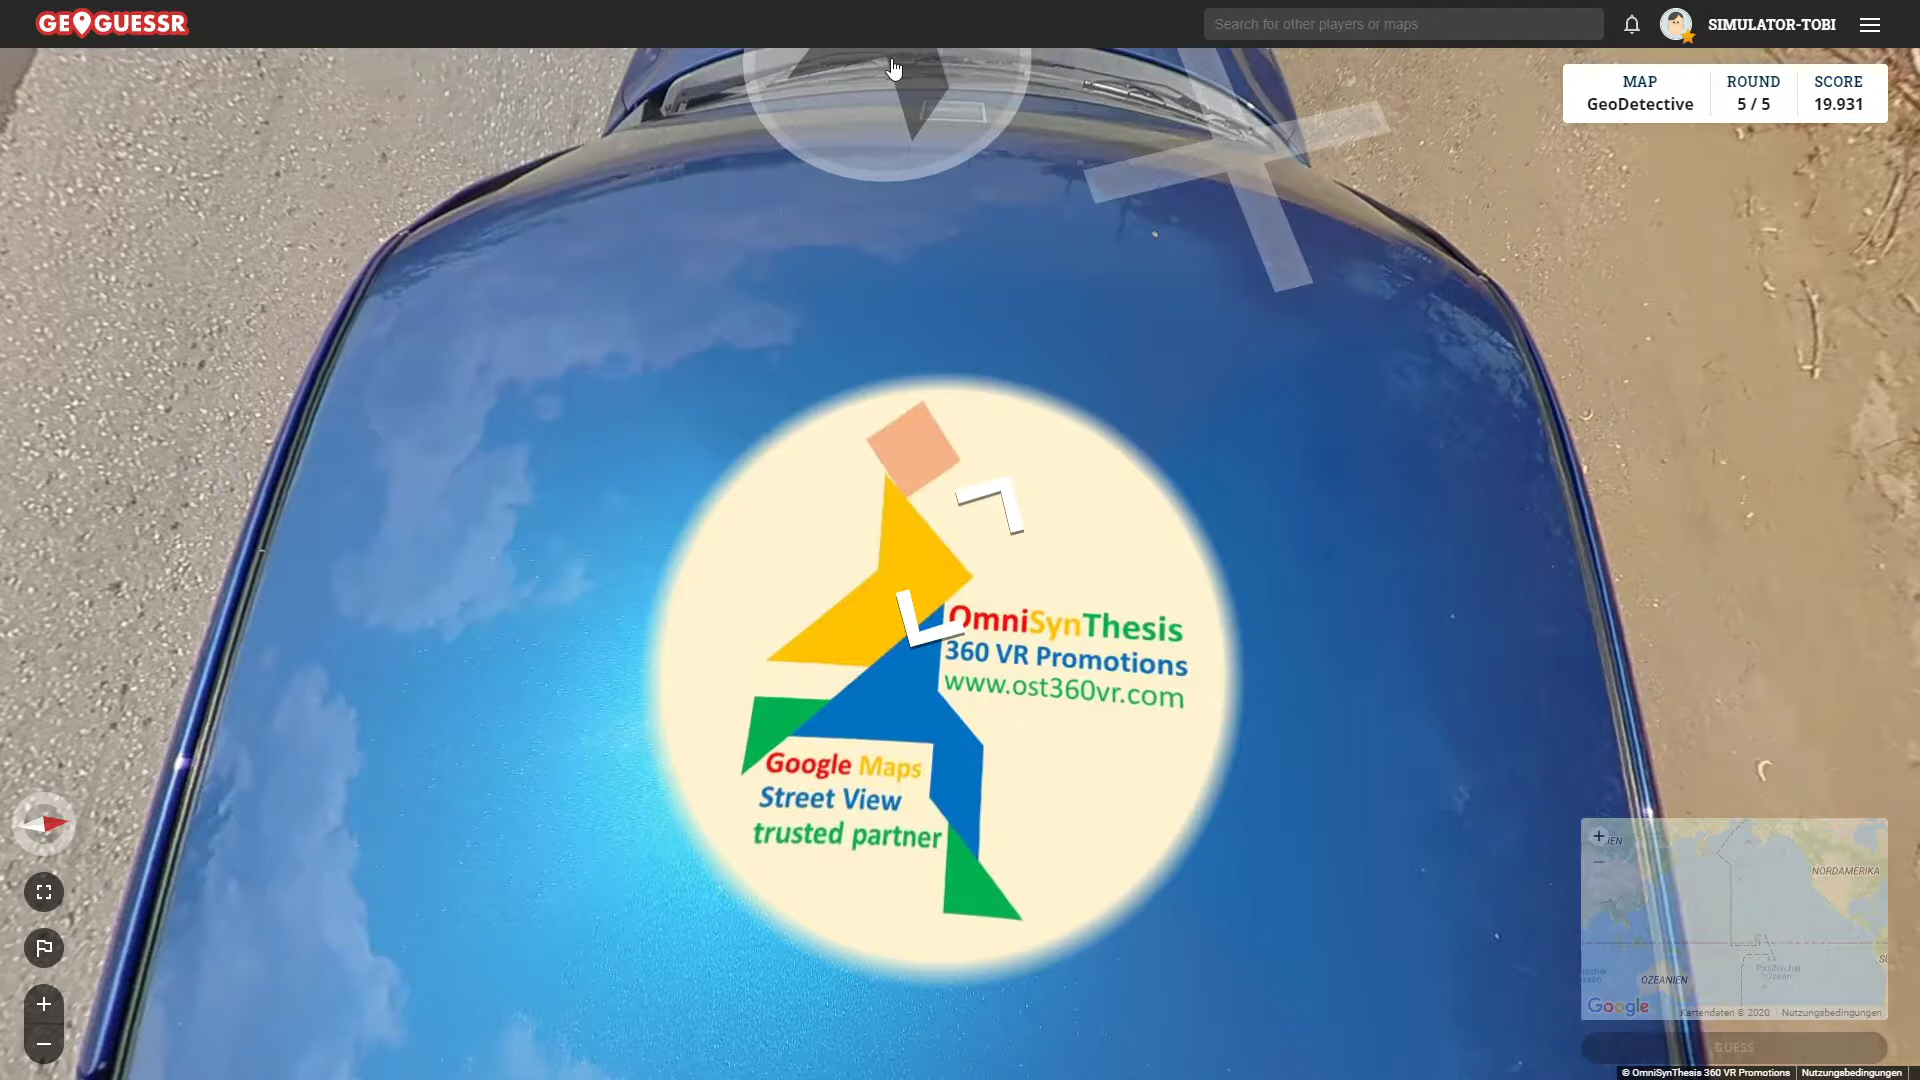 GEOGUESSR
Search for other players or maps
SIMULATOR-TOBI
MAP
GeoDetective
ROUND
5 / 5
SCORE
19.931
OmniSynThesis
360 VR Promotions
www.ost360vr.com
Google Maps
Street View
trusted partner
NORDAMERIKA
Pazifischer
Ozean
OZEANIEN
Google
Kartendaten © 2020
Nutzungsbedingungen
GUESS
© OmniSynThesis 360 VR Promotions
Nutzungsbedingungen